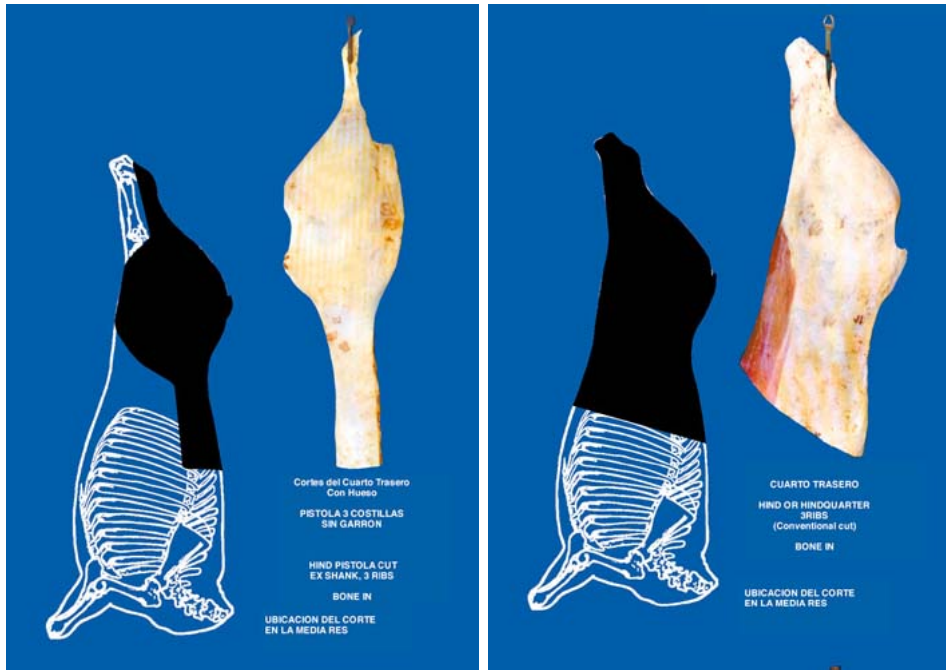 Cortes del Cuarto Trasero
Con Hueso
PISTOLA 3 COSTILLAS
SIN GARRON
HIND PISTOLA CUT
EX SHANK, 3 RIBS
BONE IN
UBICACION DEL CORTE
EN LA MEDIA RES
CUARTO TRASERO
HIND OR HINDQUARTER
3RIBS
(Conventional cut)
BONE IN
UBICACION DEL CORTE
EN LA MEDIA RES